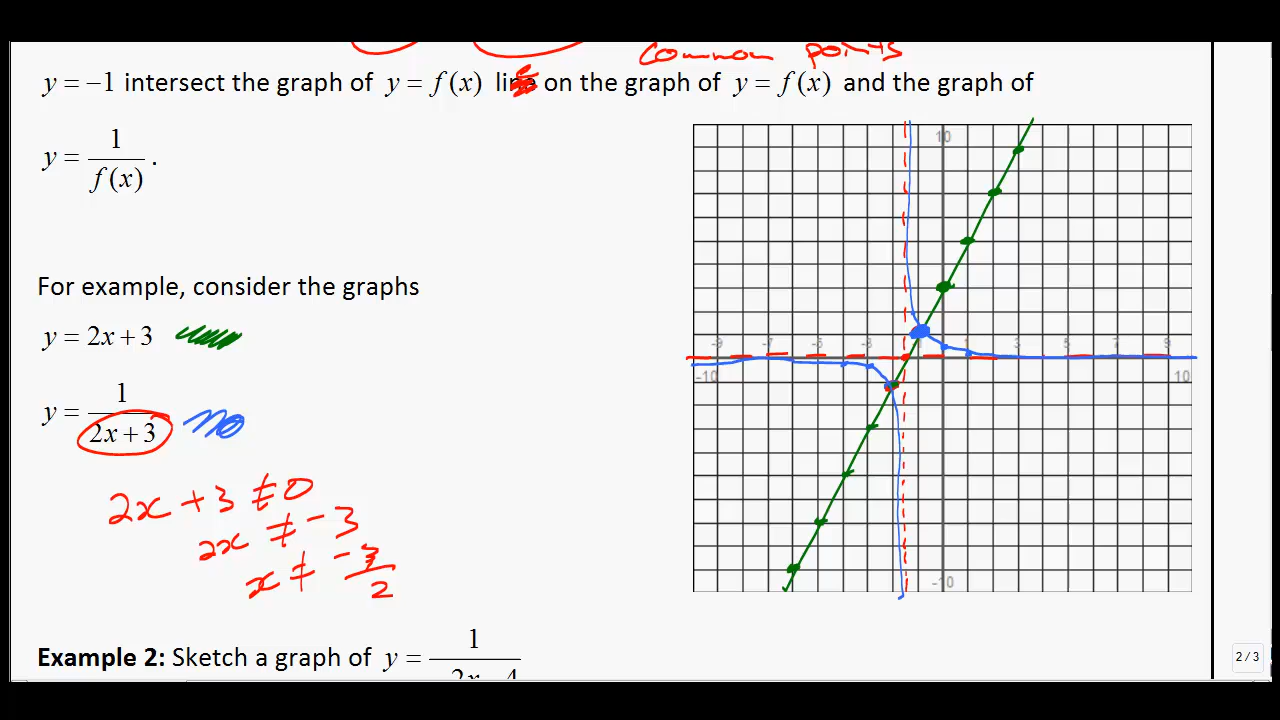 common points
y = −1 intersect the graph of y = f(x) lies on the graph of y = f(x) and the graph of
y = 1/f(x).
For example, consider the graphs
y = 2x + 3
y = 1/(2x + 3)
2x + 3 ≠ 0
2x ≠ -3
x ≠ -3/2
Example 2: Sketch a graph of y = 1/(2x − 4)
10
-9 -7 -5 -3 3 5 7 9
-10 10
-10
2 / 3